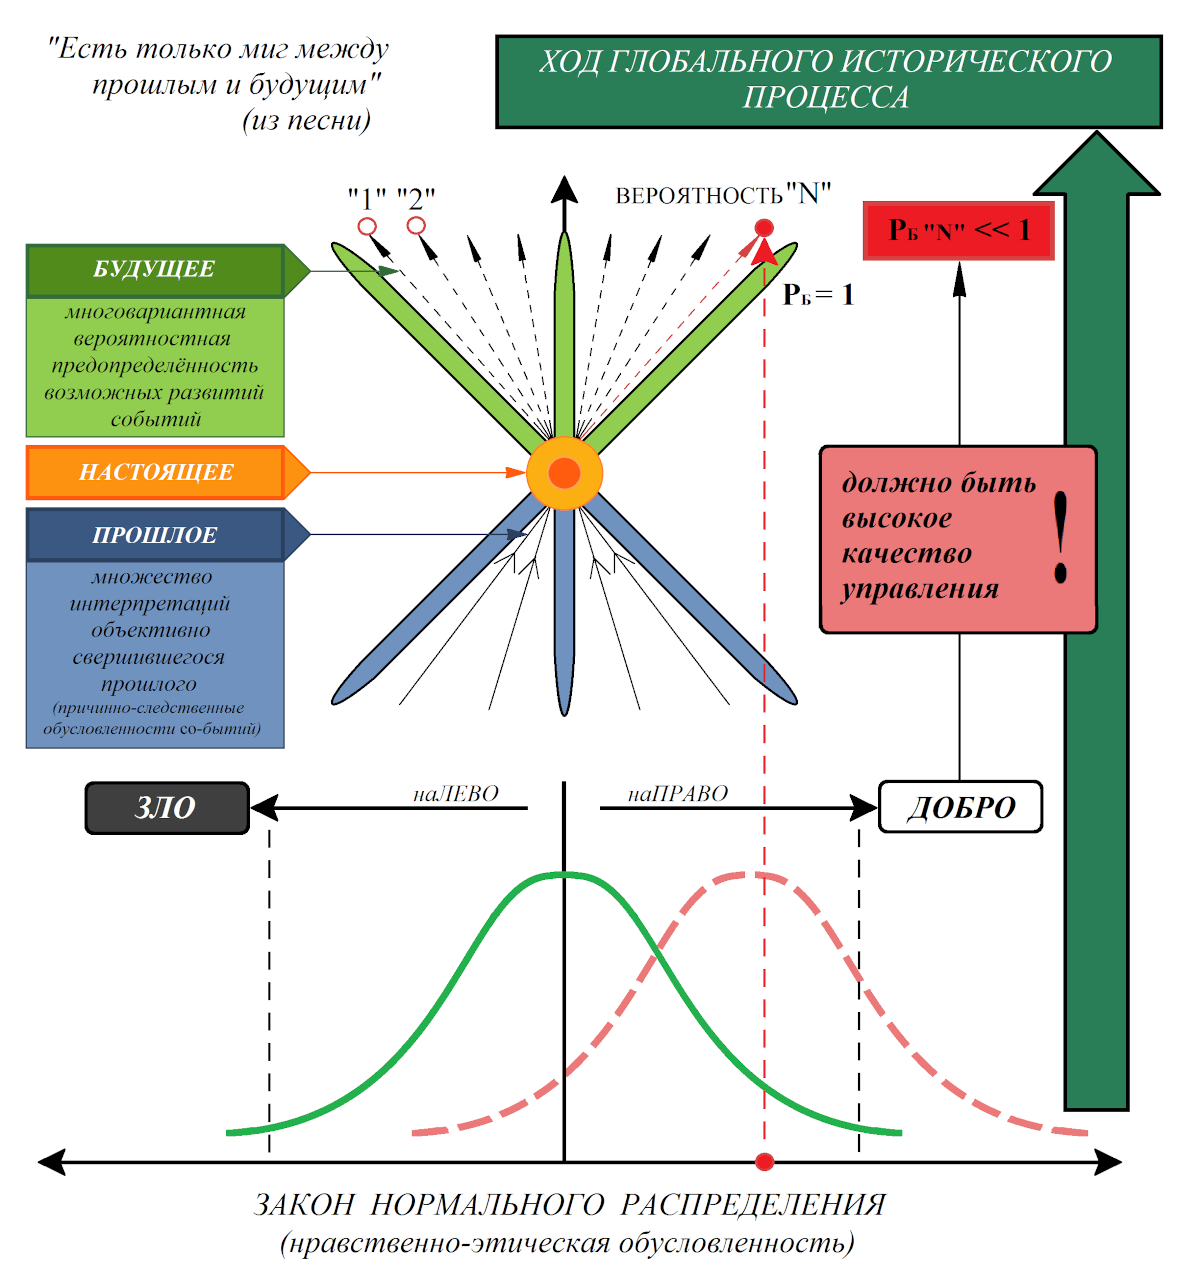 "Есть только миг между
прошлым и будущим"
(из песни)
ХОД ГЛОБАЛЬНОГО ИСТОРИЧЕСКОГО
ПРОЦЕССА
"1" "2"
ВЕРОЯТНОСТЬ "N"
PБ "N" << 1
PБ = 1
БУДУЩЕЕ
многовариантная
вероятностная
предопределённость
возможных развитий
событий
НАСТОЯЩЕЕ
ПРОШЛОЕ
множество
интерпретаций
объективно
свершившегося
прошлого
(причинно-следственные
обусловленности со-бытий)
должно быть
высокое
качество
управления
!
ЗЛО
наЛЕВО
наПРАВО
ДОБРО
ЗАКОН НОРМАЛЬНОГО РАСПРЕДЕЛЕНИЯ
(нравственно-этическая обусловленность)